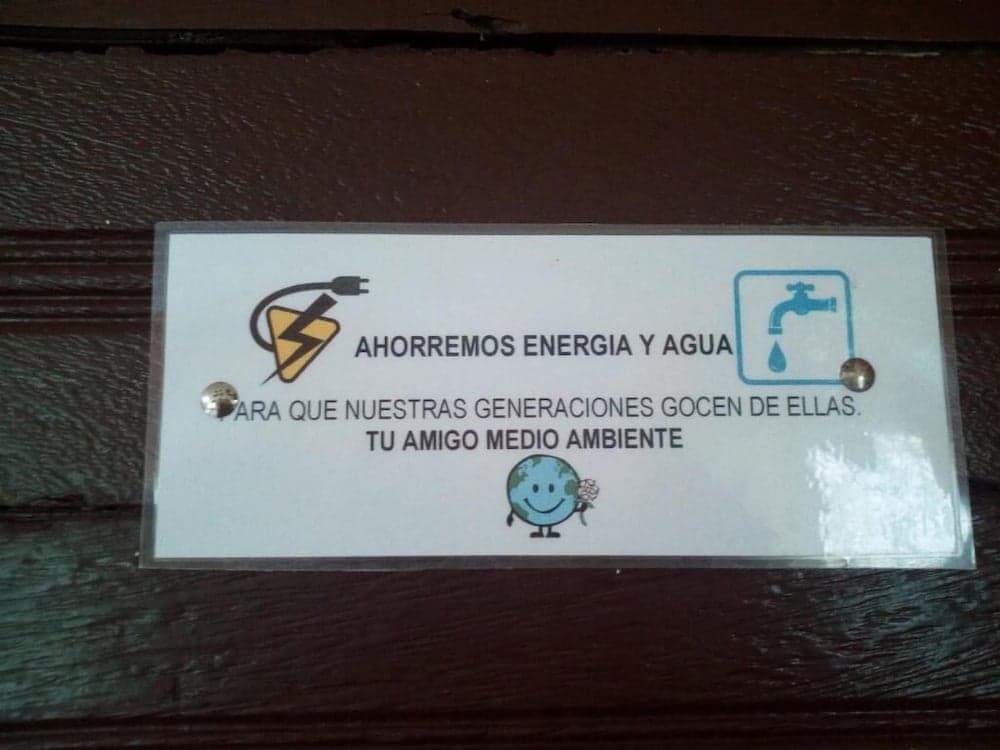 AHORREMOS ENERGIA Y AGUA
PARA QUE NUESTRAS GENERACIONES GOCEN DE ELLAS.
TU AMIGO MEDIO AMBIENTE